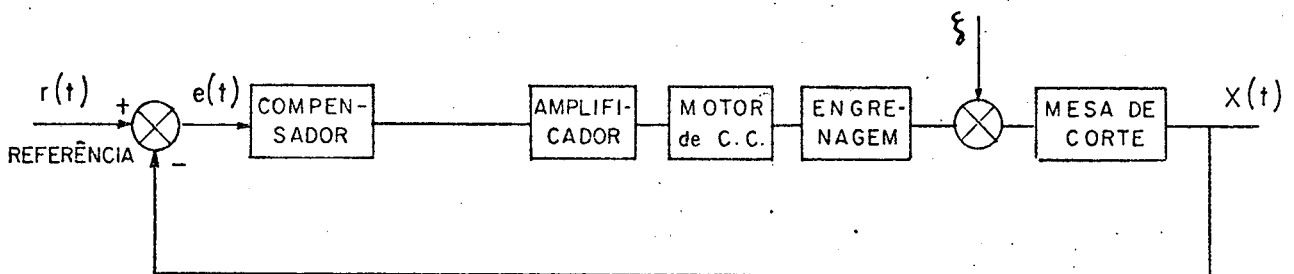 ξ
r(t)
+
e(t)
COMPEN-
SADOR
AMPLIFI-
CADOR
MOTOR
de C.C.
ENGRE-
NAGEM
MESA DE
CORTE
X(t)
REFERÊNCIA
-